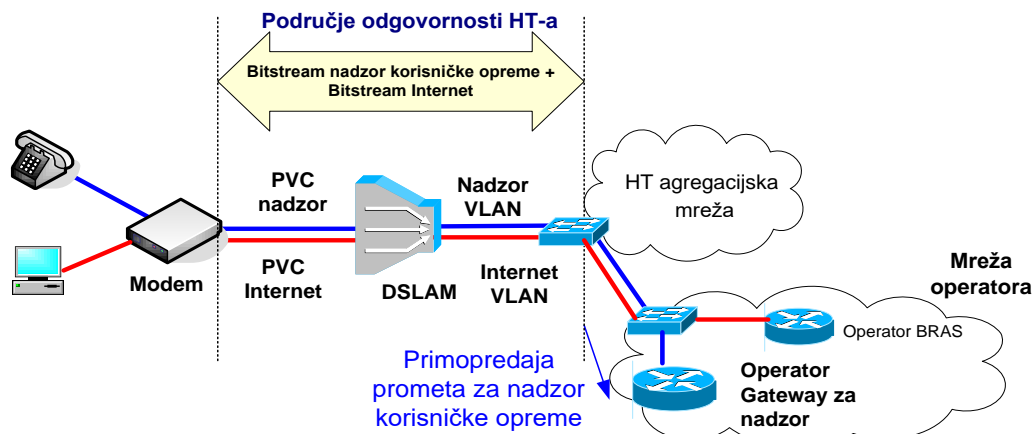 Područje odgovornosti HT-a
Bitstream nadzor korisničke opreme +
Bitstream Internet
HT agregacijska
mreža
PVC
nadzor
Nadzor
VLAN
Modem
PVC
Internet
DSLAM
Internet
VLAN
Mreža
operatora
Operator BRAS
Primopredaja
prometa za nadzor
korisničke opreme
Operator
Gateway za
nadzor